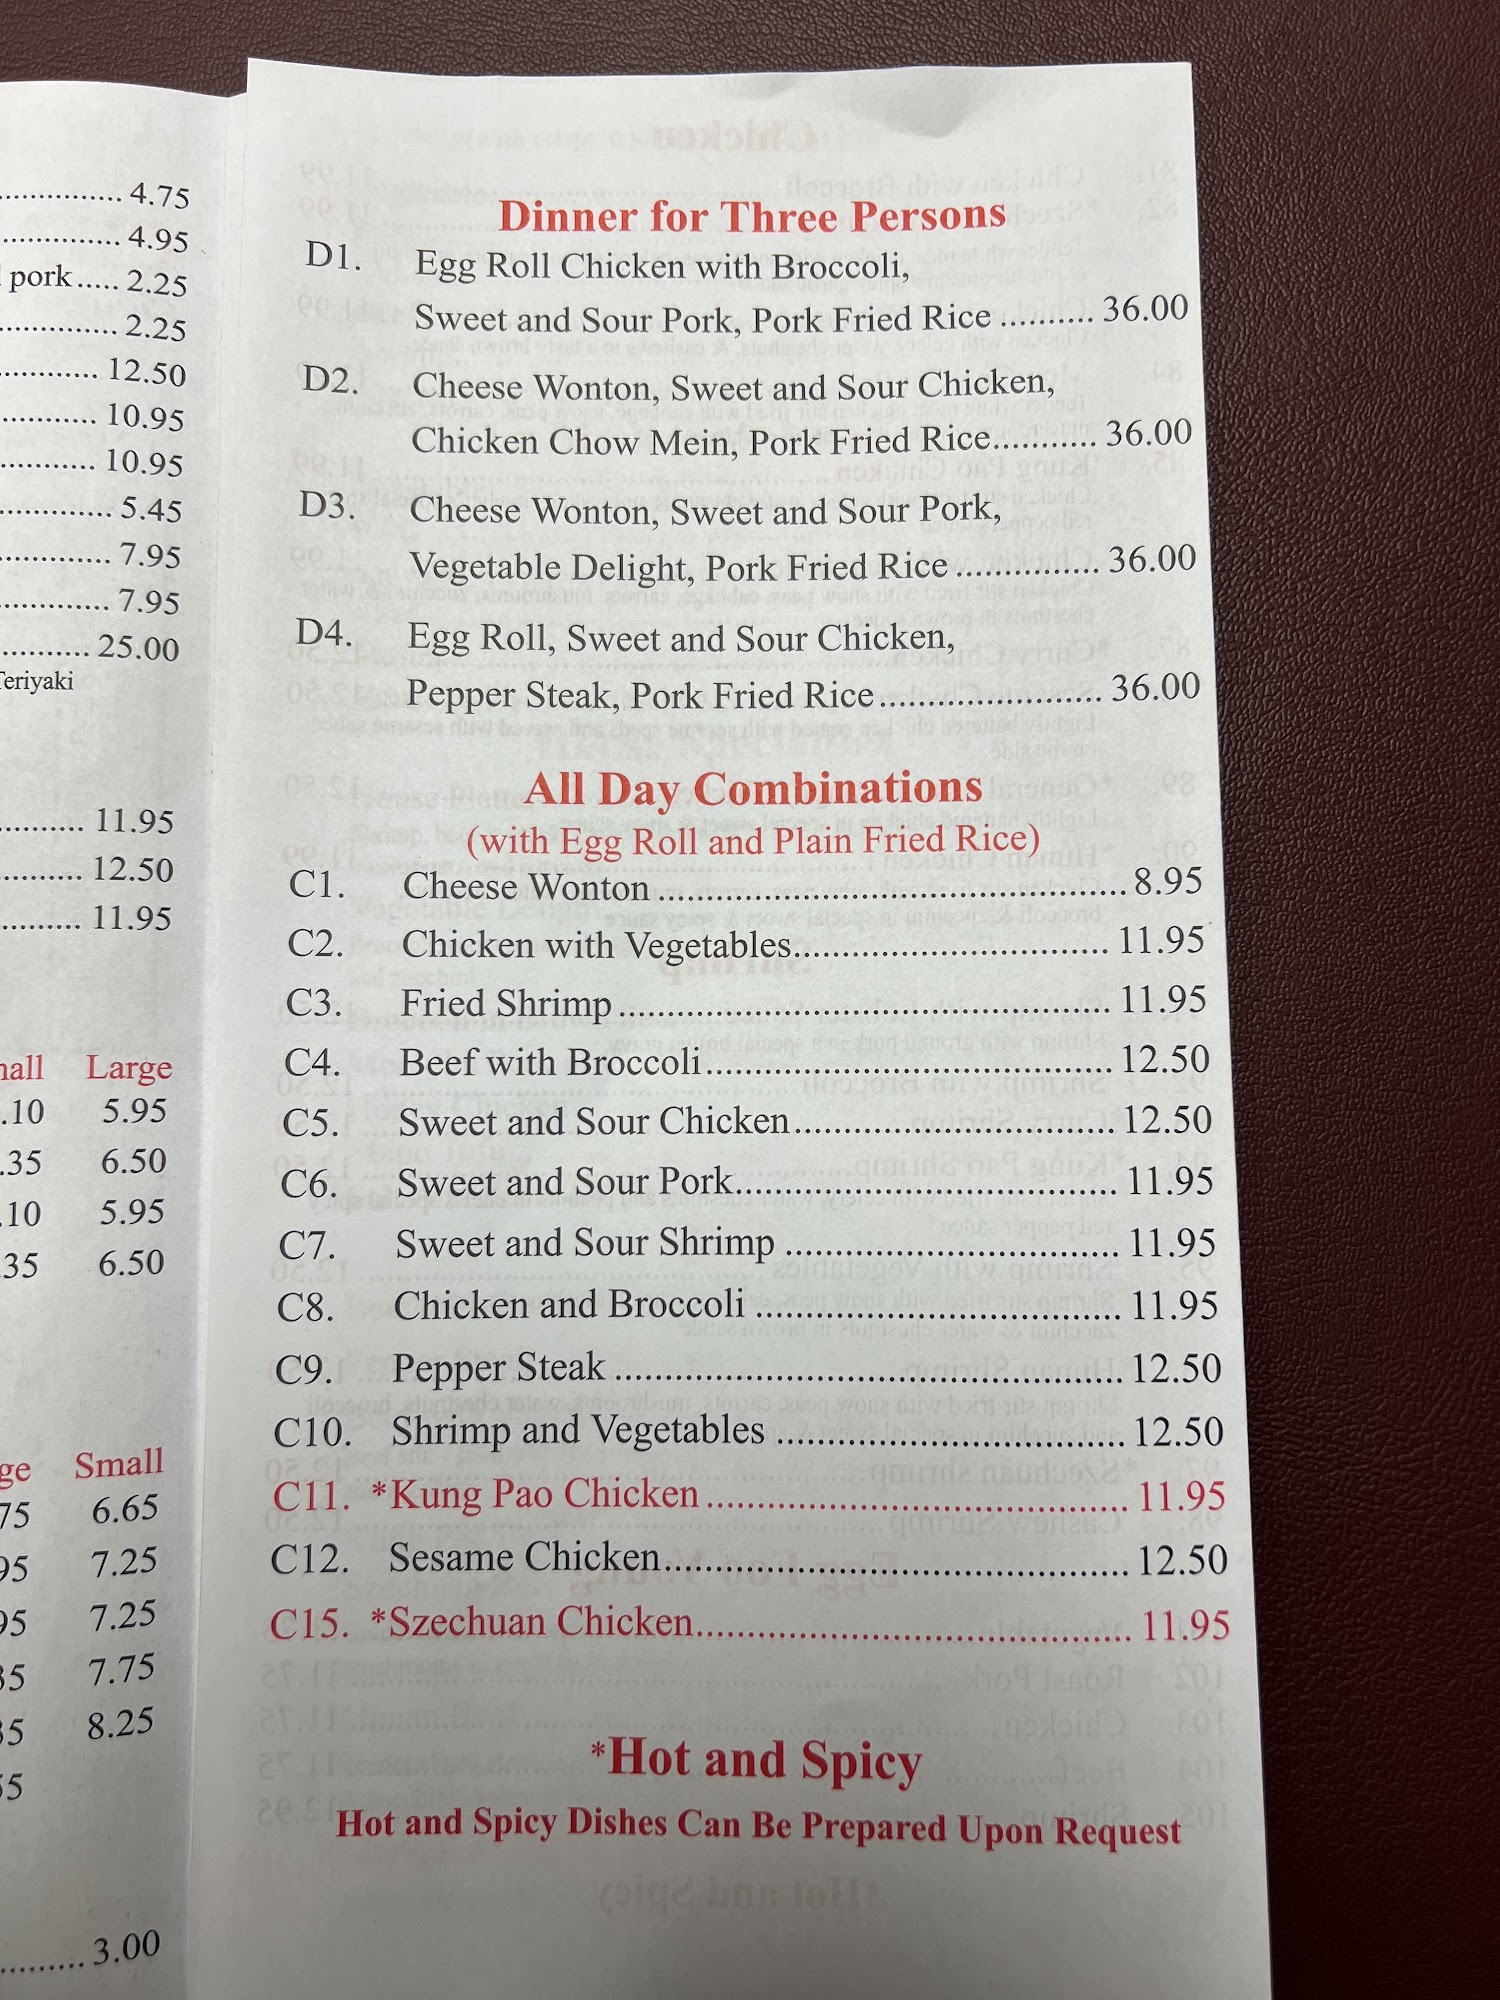 4.75
4.95
pork..... 2.25
2.25
12.50
10.95
10.95
5.45
7.95
7.95
25.00
Teriyaki
11.95
12.50
11.95
Large
.10 5.95
.35 6.50
.10 5.95
.35 6.50
Small
75 6.65
95 7.25
95 7.25
7.75
8.25
3.00
Dinner for Three Persons
D1. Egg Roll Chicken with Broccoli,
Sweet and Sour Pork, Pork Fried Rice .......... 36.00
D2. Cheese Wonton, Sweet and Sour Chicken,
Chicken Chow Mein, Pork Fried Rice........... 36.00
D3. Cheese Wonton, Sweet and Sour Pork,
Vegetable Delight, Pork Fried Rice ............... 36.00
D4. Egg Roll, Sweet and Sour Chicken,
Pepper Steak, Pork Fried Rice....................... 36.00
All Day Combinations
(with Egg Roll and Plain Fried Rice)
C1. Cheese Wonton ................................................ 8.95
C2. Chicken with Vegetables................................ 11.95
C3. Fried Shrimp .................................................. 11.95
C4. Beef with Broccoli.......................................... 12.50
C5. Sweet and Sour Chicken................................. 12.50
C6. Sweet and Sour Pork....................................... 11.95
C7. Sweet and Sour Shrimp .................................. 11.95
C8. Chicken and Broccoli ..................................... 11.95
C9. Pepper Steak ................................................... 12.50
C10. Shrimp and Vegetables ................................... 12.50
C11. *Kung Pao Chicken .......................................... 11.95
C12. Sesame Chicken............................................... 12.50
C15. *Szechuan Chicken............................................ 11.95
*Hot and Spicy
Hot and Spicy Dishes Can Be Prepared Upon Request